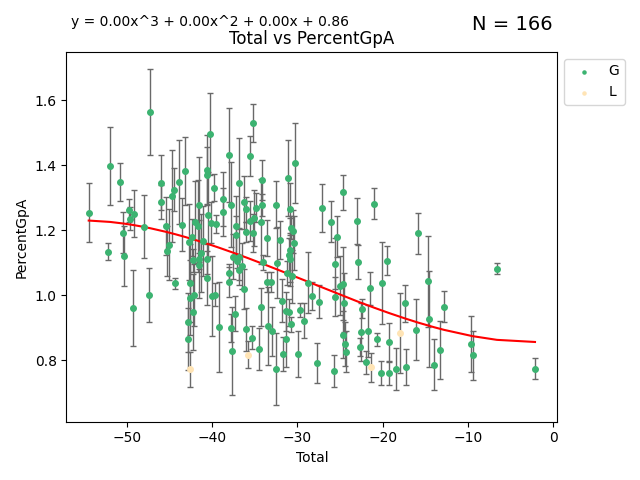 y = 0.00x^3 + 0.00x^2 + 0.00x + 0.86
N = 166
Total vs PercentGpA
G
L
PercentGpA
1.6
1.4
1.2
1.0
0.8
−50
−40
−30
−20
−10
0
Total